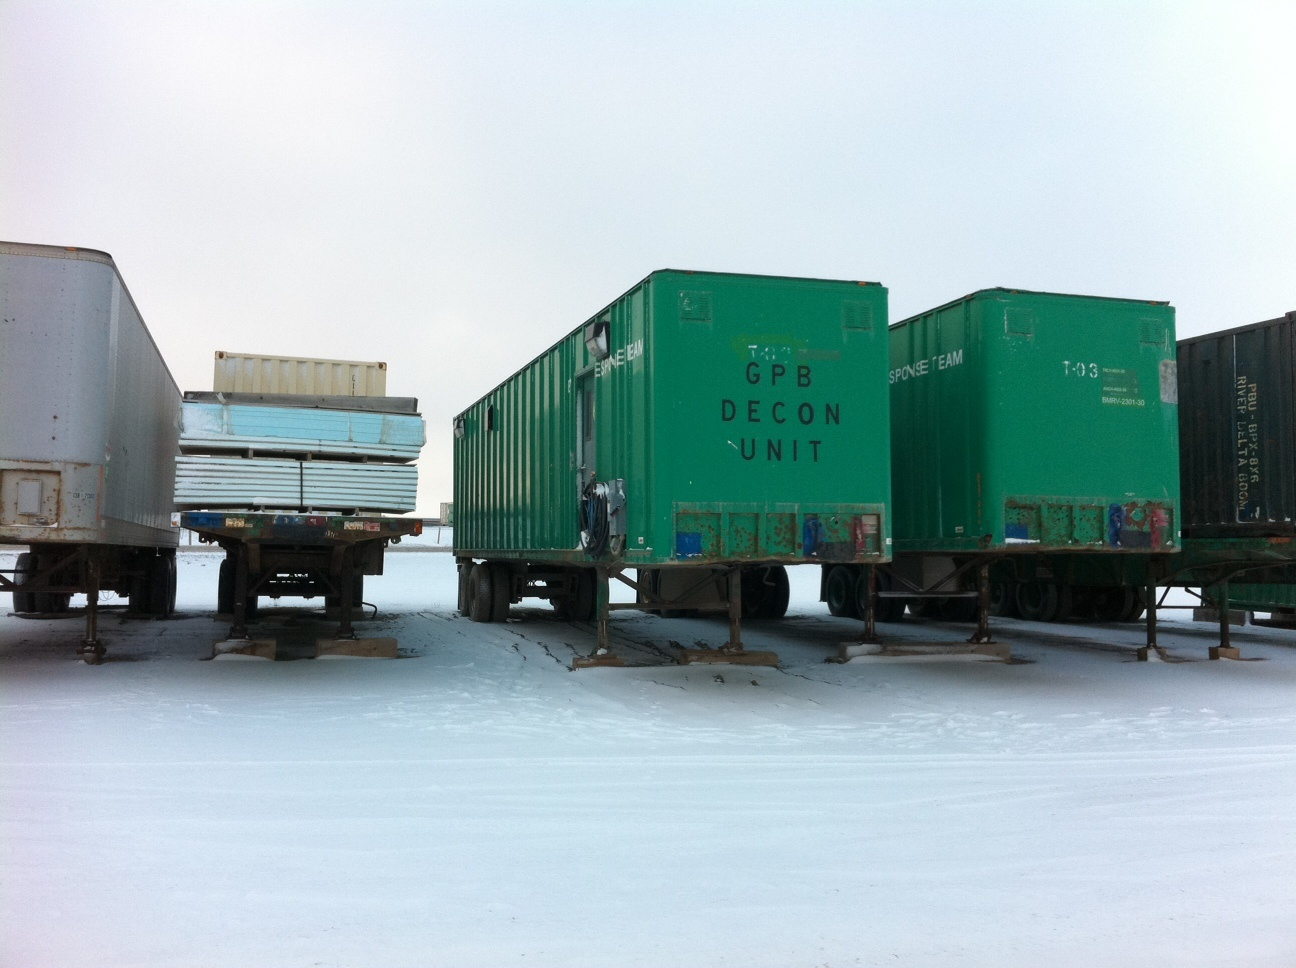 ESPONSE TEAM
GPB
DECON
UNIT
SPONSE TEAM
T-03
BMRV-2301-30
PBU - BPX-8X6
RIVER DELTA BOOM